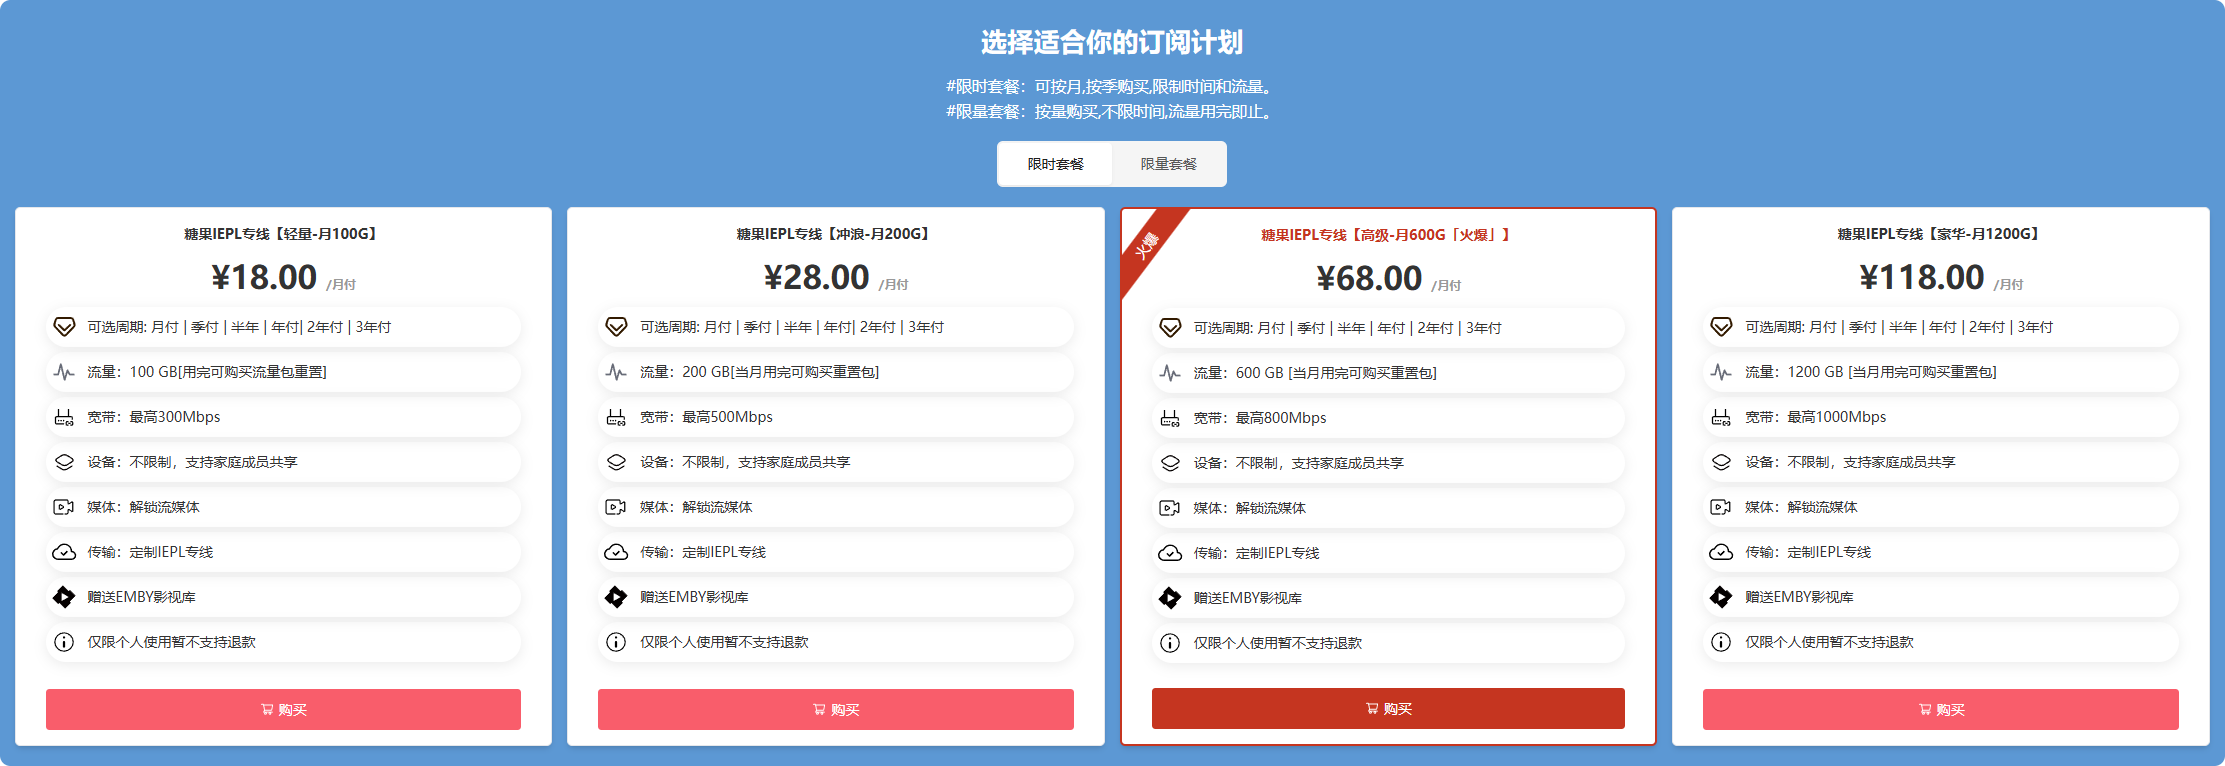 选择适合你的订阅计划
#限时套餐：可按月,按季购买,限制时间和流量。
#限量套餐：按量购买,不限时间,流量用完即止。
限时套餐
限量套餐
糖果IEPL专线【轻量-月100G】
¥18.00 /月付
可选周期: 月付 | 季付 | 半年 | 年付| 2年付 | 3年付
流量：100 GB[用完可购买流量包重置]
宽带：最高300Mbps
设备：不限制，支持家庭成员共享
媒体：解锁流媒体
传输：定制IEPL专线
赠送EMBY影视库
仅限个人使用暂不支持退款
购买
糖果IEPL专线【冲浪-月200G】
¥28.00 /月付
可选周期: 月付 | 季付 | 半年 | 年付| 2年付 | 3年付
流量：200 GB[当月用完可购买重置包]
宽带：最高500Mbps
设备：不限制，支持家庭成员共享
媒体：解锁流媒体
传输：定制IEPL专线
赠送EMBY影视库
仅限个人使用暂不支持退款
购买
火爆
糖果IEPL专线【高级-月600G「火爆」】
¥68.00 /月付
可选周期: 月付 | 季付 | 半年 | 年付 | 2年付 | 3年付
流量：600 GB [当月用完可购买重置包]
宽带：最高800Mbps
设备：不限制，支持家庭成员共享
媒体：解锁流媒体
传输：定制IEPL专线
赠送EMBY影视库
仅限个人使用暂不支持退款
购买
糖果IEPL专线【豪华-月1200G】
¥118.00 /月付
可选周期: 月付 | 季付 | 半年 | 年付 | 2年付 | 3年付
流量：1200 GB [当月用完可购买重置包]
宽带：最高1000Mbps
设备：不限制，支持家庭成员共享
媒体：解锁流媒体
传输：定制IEPL专线
赠送EMBY影视库
仅限个人使用暂不支持退款
购买